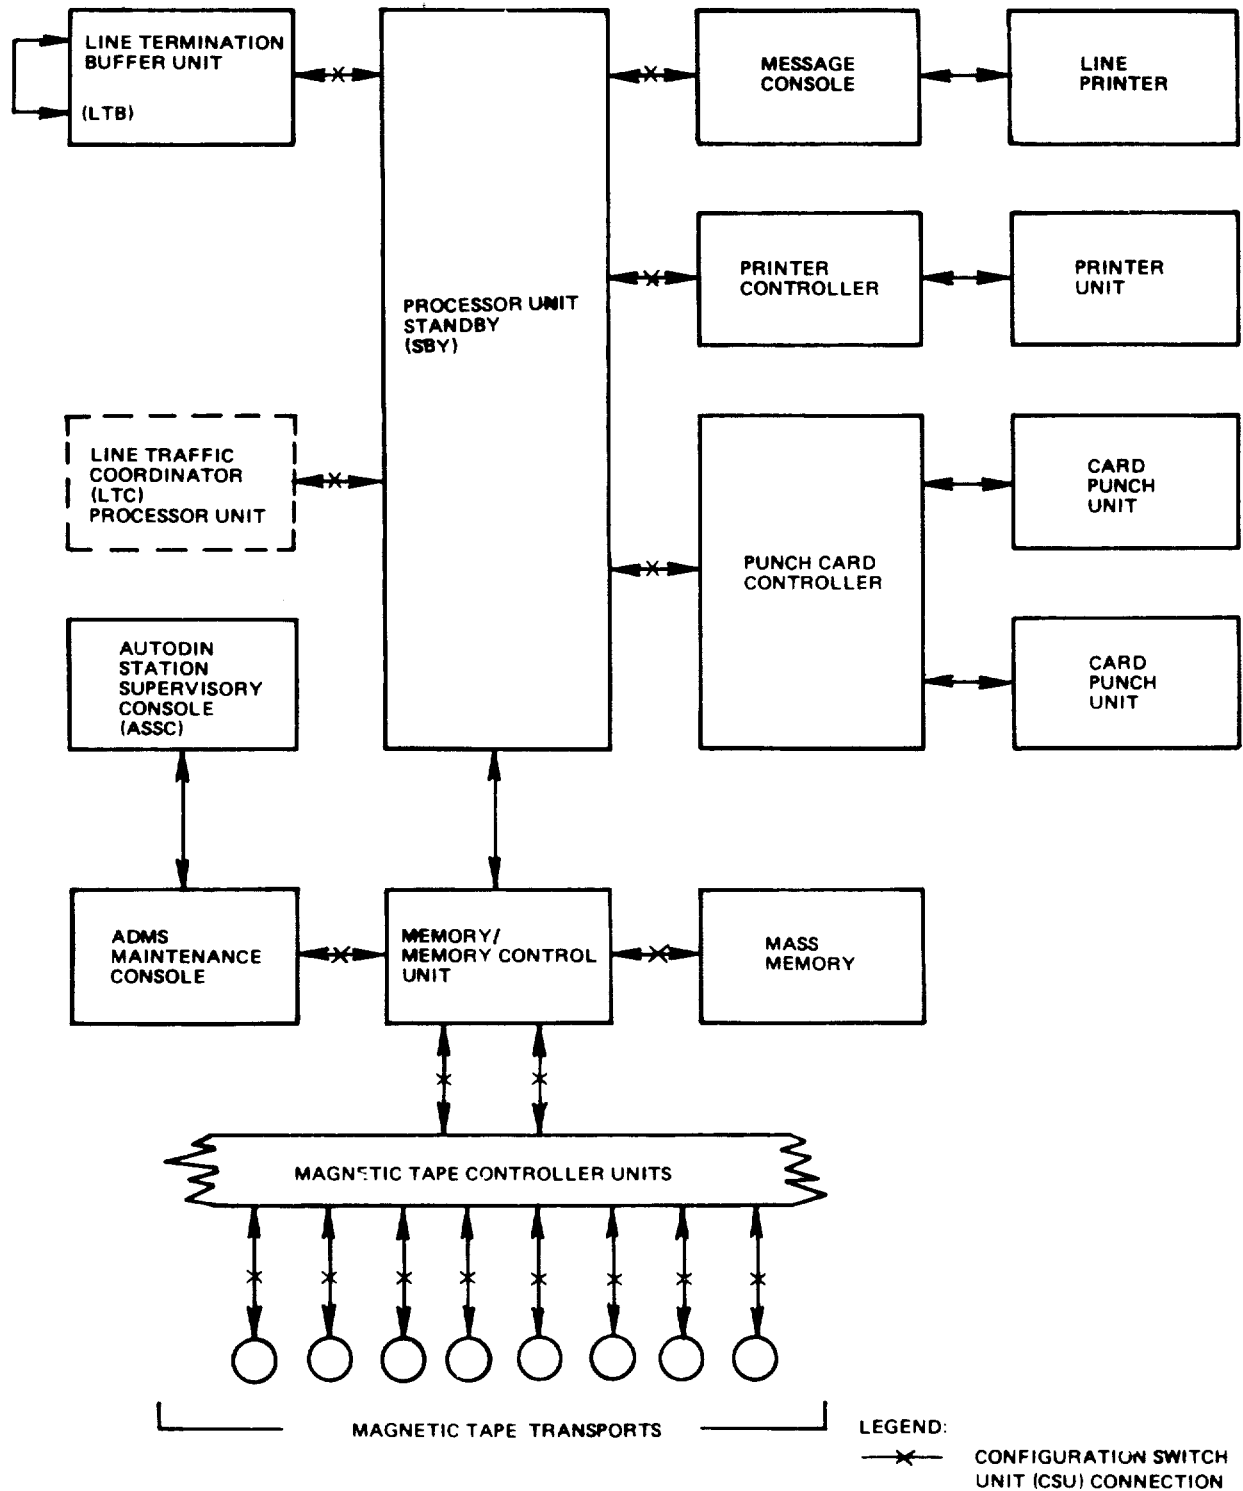 LINE TERMINATION
BUFFER UNIT
(LTB)
PROCESSOR UNIT
STANDBY
(SBY)
MESSAGE
CONSOLE
LINE
PRINTER
PRINTER
CONTROLLER
PRINTER
UNIT
LINE TRAFFIC
COORDINATOR
(LTC)
PROCESSOR UNIT
PUNCH CARD
CONTROLLER
CARD
PUNCH
UNIT
CARD
PUNCH
UNIT
AUTODIN
STATION
SUPERVISORY
CONSOLE
(ASSC)
ADMS
MAINTENANCE
CONSOLE
MEMORY/
MEMORY CONTROL
UNIT
MASS
MEMORY
MAGNETIC TAPE CONTROLLER UNITS
MAGNETIC TAPE TRANSPORTS
LEGEND:
CONFIGURATION SWITCH
UNIT (CSU) CONNECTION